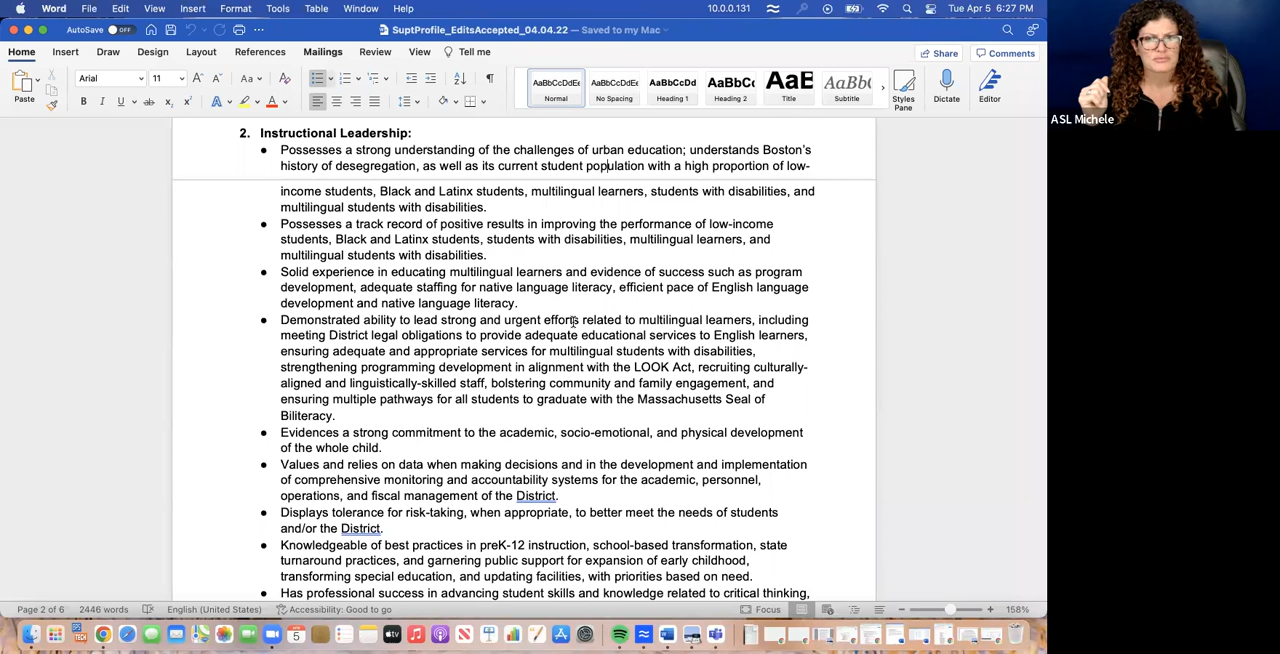 Word File Edit View Insert Format Tools Table Window Help 10.0.0.131 Tue Apr 5 6:27 PM
AutoSave OFF SuptProfile_EditsAccepted_04.04.22 — Saved to my Mac
Home Insert Draw Design Layout References Mailings Review View Tell me Share Comments
Arial 11
Paste
AaBbCcDdEe AaBbCcDdEe AaBbCcDd AaBbCc AaB AaBb(
Normal No Spacing Heading 1 Heading 2 Title Subtitle
Styles Pane Dictate Editor
ASL Michele
2. Instructional Leadership:
● Possesses a strong understanding of the challenges of urban education; understands Boston's
history of desegregation, as well as its current student population with a high proportion of low-
income students, Black and Latinx students, multilingual learners, students with disabilities, and
multilingual students with disabilities.
● Possesses a track record of positive results in improving the performance of low-income
students, Black and Latinx students, students with disabilities, multilingual learners, and
multilingual students with disabilities.
● Solid experience in educating multilingual learners and evidence of success such as program
development, adequate staffing for native language literacy, efficient pace of English language
development and native language literacy.
● Demonstrated ability to lead strong and urgent efforts related to multilingual learners, including
meeting District legal obligations to provide adequate educational services to English learners,
ensuring adequate and appropriate services for multilingual students with disabilities,
strengthening programming development in alignment with the LOOK Act, recruiting culturally-
aligned and linguistically-skilled staff, bolstering community and family engagement, and
ensuring multiple pathways for all students to graduate with the Massachusetts Seal of
Biliteracy.
● Evidences a strong commitment to the academic, socio-emotional, and physical development
of the whole child.
● Values and relies on data when making decisions and in the development and implementation
of comprehensive monitoring and accountability systems for the academic, personnel,
operations, and fiscal management of the District.
● Displays tolerance for risk-taking, when appropriate, to better meet the needs of students
and/or the District.
● Knowledgeable of best practices in preK-12 instruction, school-based transformation, state
turnaround practices, and garnering public support for expansion of early childhood,
transforming special education, and updating facilities, with priorities based on need.
● Has professional success in advancing student skills and knowledge related to critical thinking,
Page 2 of 6 2446 words English (United States) Accessibility: Good to go Focus 158%